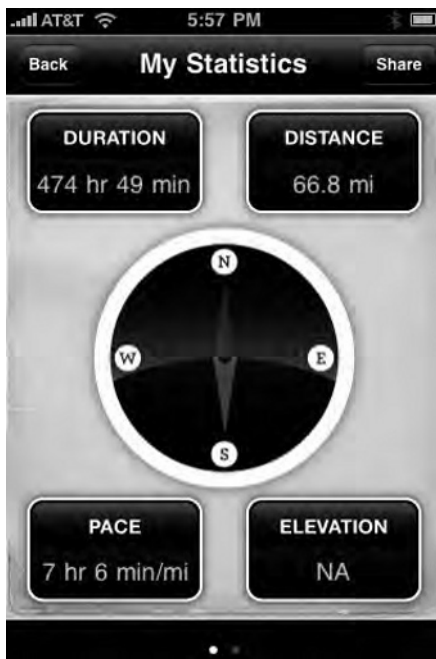 AT&T 5:57 PM
Back My Statistics Share
DURATION DISTANCE
474 hr 49 min 66.8 mi
N
W E
S
PACE ELEVATION
7 hr 6 min/mi NA